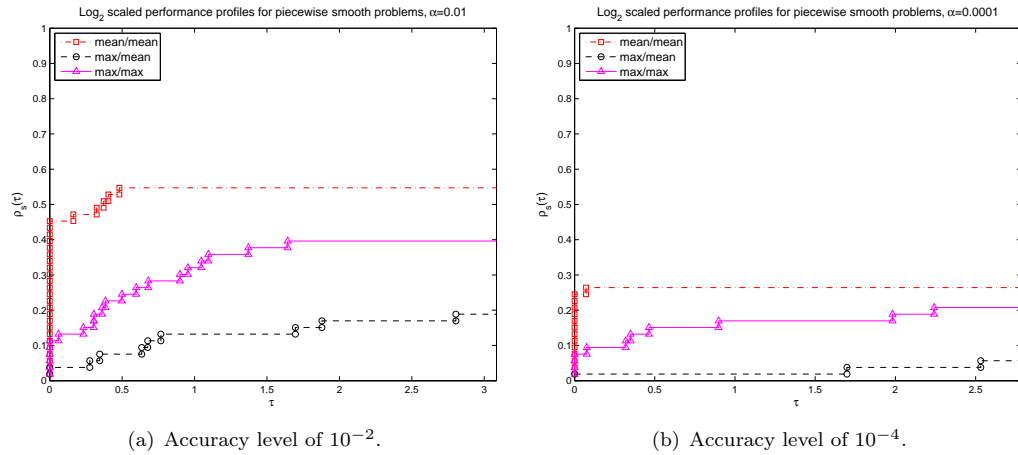 Log2 scaled performance profiles for piecewise smooth problems, α=0.01
mean/mean
max/mean
max/max
1
0.9
0.8
0.7
0.6
0.5
0.4
0.3
0.2
0.1
0
ρs(τ)
0 0.5 1 1.5 2 2.5 3
τ
(a) Accuracy level of 10−2.
Log2 scaled performance profiles for piecewise smooth problems, α=0.0001
mean/mean
max/mean
max/max
1
0.9
0.8
0.7
0.6
0.5
0.4
0.3
0.2
0.1
0
ρs(τ)
0 0.5 1 1.5 2 2.5
τ
(b) Accuracy level of 10−4.